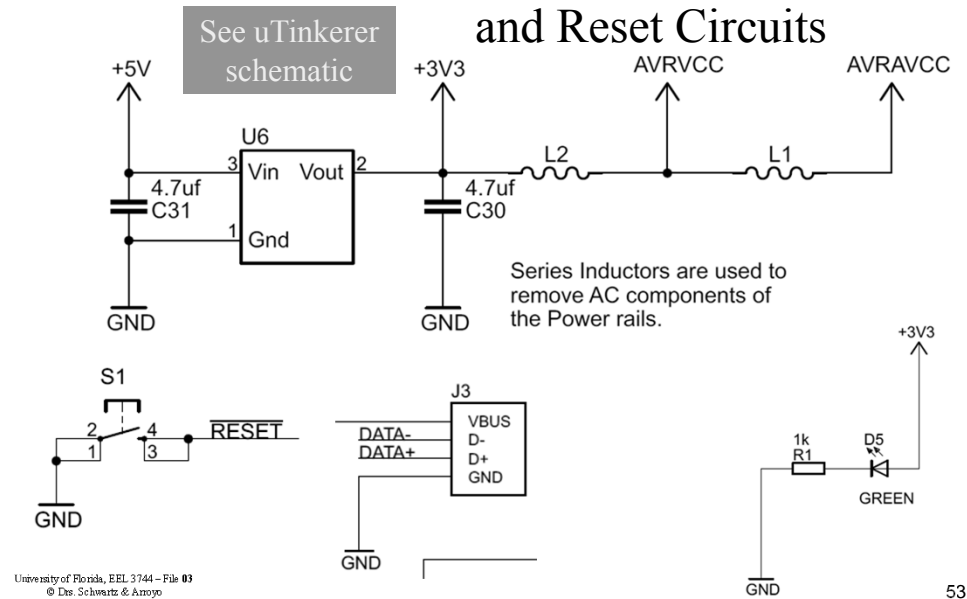 and Reset Circuits
See uTinkerer
schematic
+5V
+3V3
AVRVCC
AVRAVCC
U6
3
Vin
Vout
2
4.7uf
C31
1
Gnd
4.7uf
C30
L2
L1
GND
GND
Series Inductors are used to
remove AC components of
the Power rails.
S1
2
4
1
3
RESET
GND
J3
VBUS
DATA-
D-
DATA+
D+
GND
GND
+3V3
1k
R1
D5
GREEN
GND
University of Florida, EEL 3744 – File 03
© Drs. Schwartz & Arroyo
53